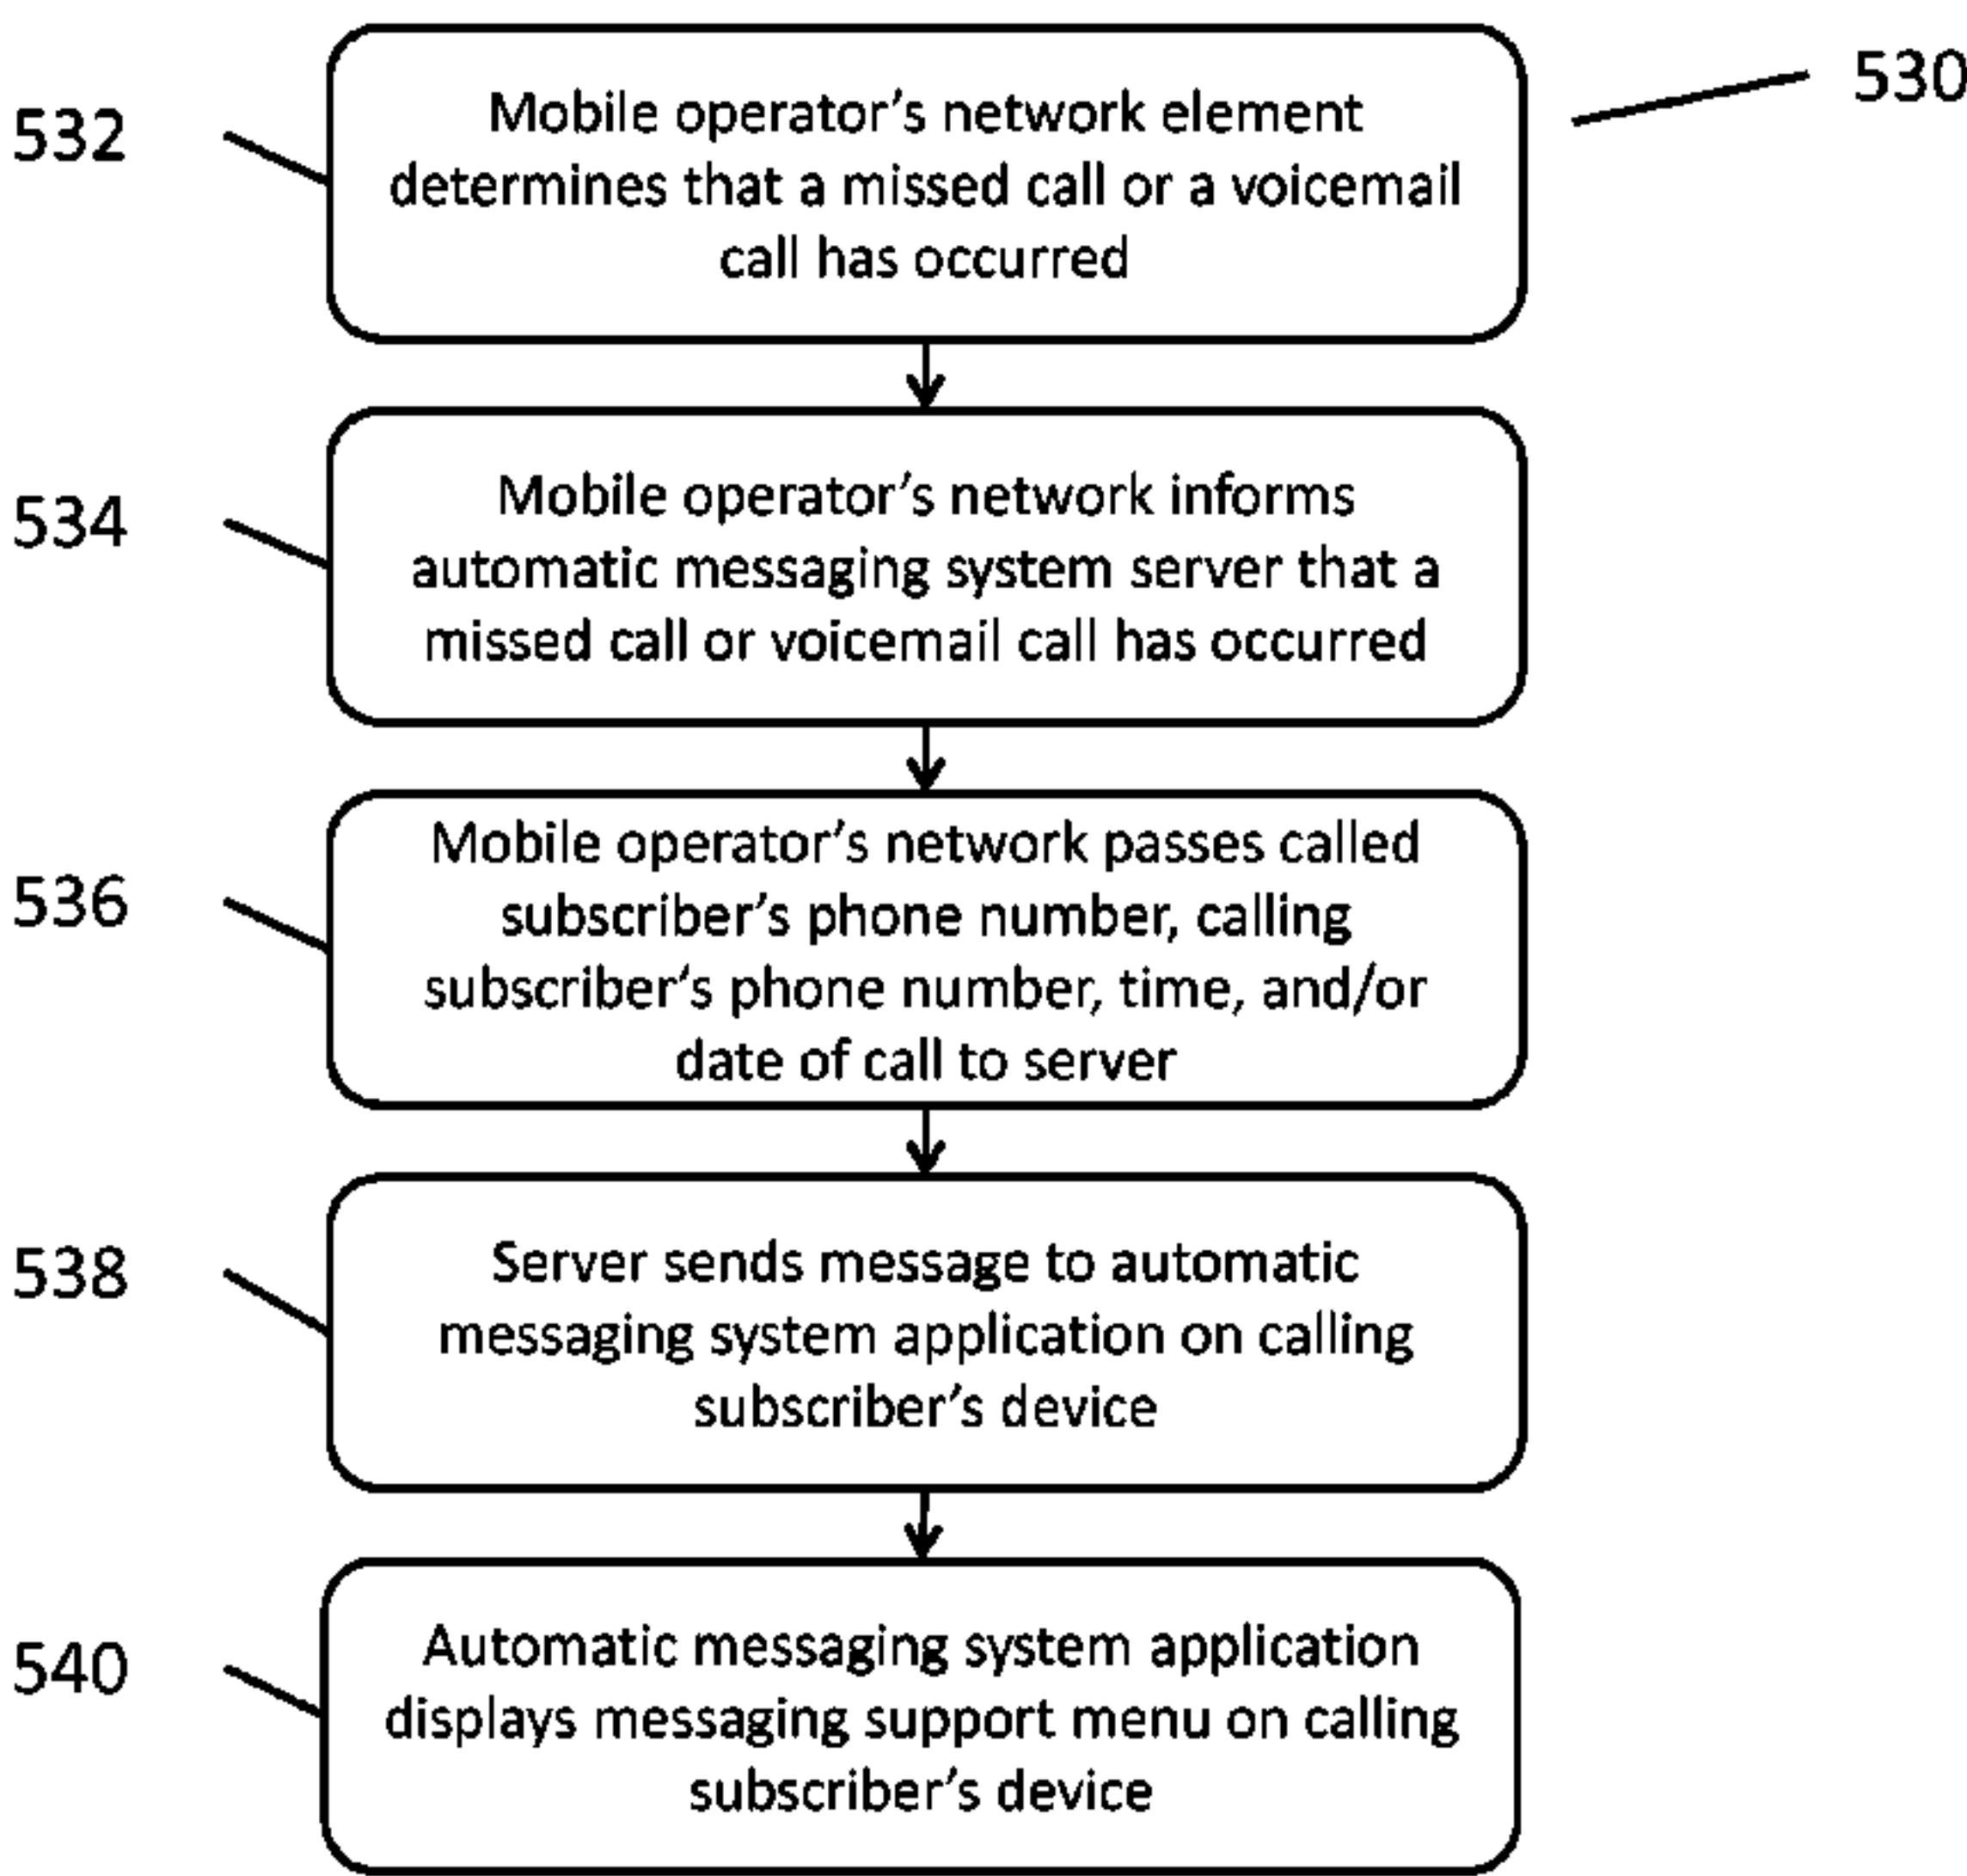 530
532
Mobile operator's network element
determines that a missed call or a voicemail
call has occurred
534
Mobile operator's network informs
automatic messaging system server that a
missed call or voicemail call has occurred
536
Mobile operator's network passes called
subscriber's phone number, calling
subscriber's phone number, time, and/or
date of call to server
538
Server sends message to automatic
messaging system application on calling
subscriber's device
540
Automatic messaging system application
displays messaging support menu on calling
subscriber's device